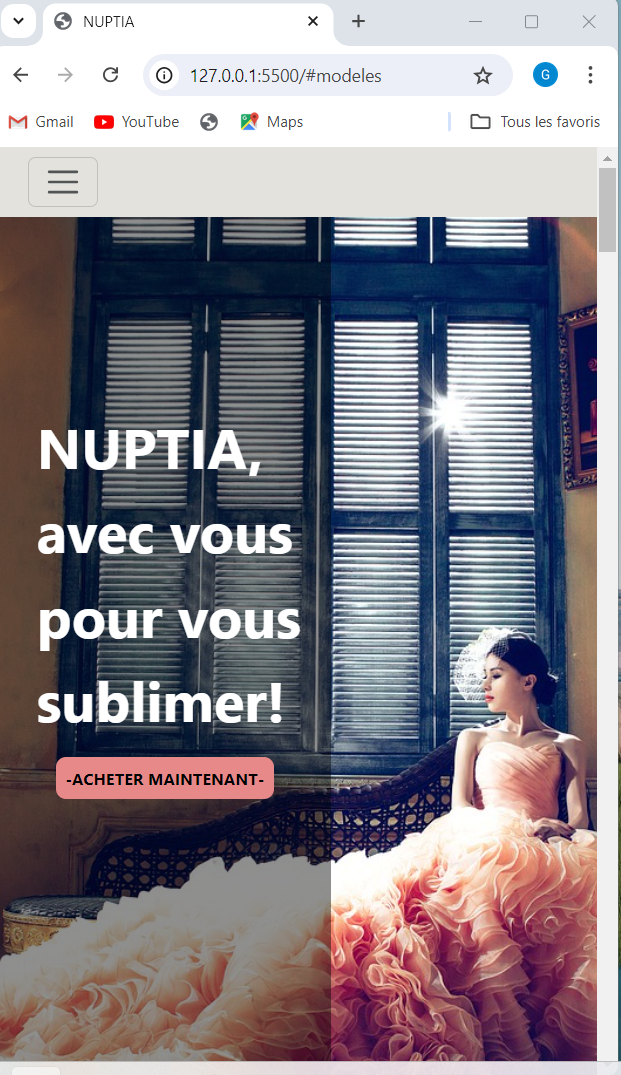 NUPTIA
127.0.0.1:5500/#modeles
G
Gmail
YouTube
Maps
Tous les favoris
NUPTIA,
avec vous
pour vous
sublimer!
-ACHETER MAINTENANT-